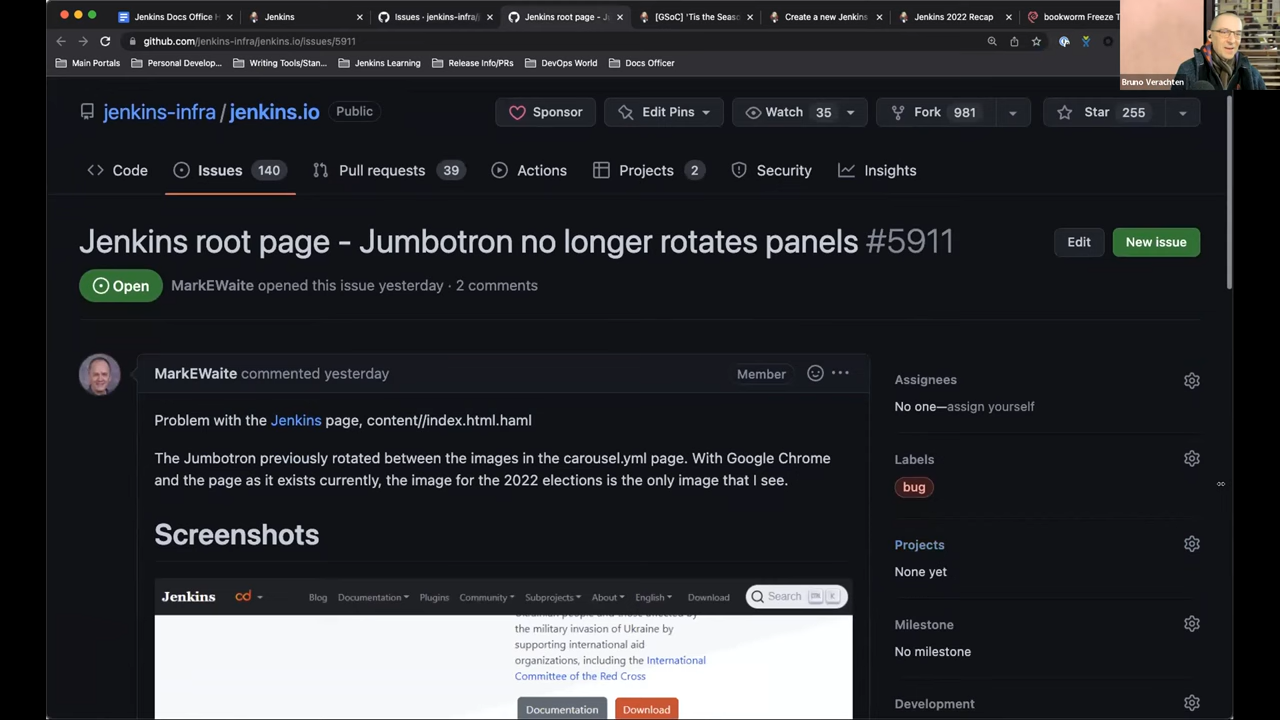 Jenkins Docs Office H
Jenkins
Issues · jenkins-infra/
Jenkins root page - J
[GSoC] 'Tis the Seas
Create a new Jenkins
Jenkins 2022 Recap
bookworm Freeze T
github.com/jenkins-infra/jenkins.io/issues/5911
Main Portals
Personal Develop...
Writing Tools/Stan...
Jenkins Learning
Release Info/PRs
DevOps World
Docs Officer
Bruno Verachten
jenkins-infra / jenkins.io
Public
Sponsor
Edit Pins
Watch 35
Fork 981
Star 255
Code
Issues 140
Pull requests 39
Actions
Projects 2
Security
Insights
Jenkins root page - Jumbotron no longer rotates panels #5911
Edit
New issue
Open
MarkEWaite opened this issue yesterday · 2 comments
MarkEWaite commented yesterday
Member
Problem with the Jenkins page, content//index.html.haml
The Jumbotron previously rotated between the images in the carousel.yml page. With Google Chrome
and the page as it exists currently, the image for the 2022 elections is the only image that I see.
Screenshots
Jenkins
cd
Blog
Documentation
Plugins
Community
Subprojects
About
English
Download
Search
K
the military invasion of Ukraine by
supporting international aid
organizations, including the International
Committee of the Red Cross
Documentation
Download
Assignees
No one—assign yourself
Labels
bug
Projects
None yet
Milestone
No milestone
Development